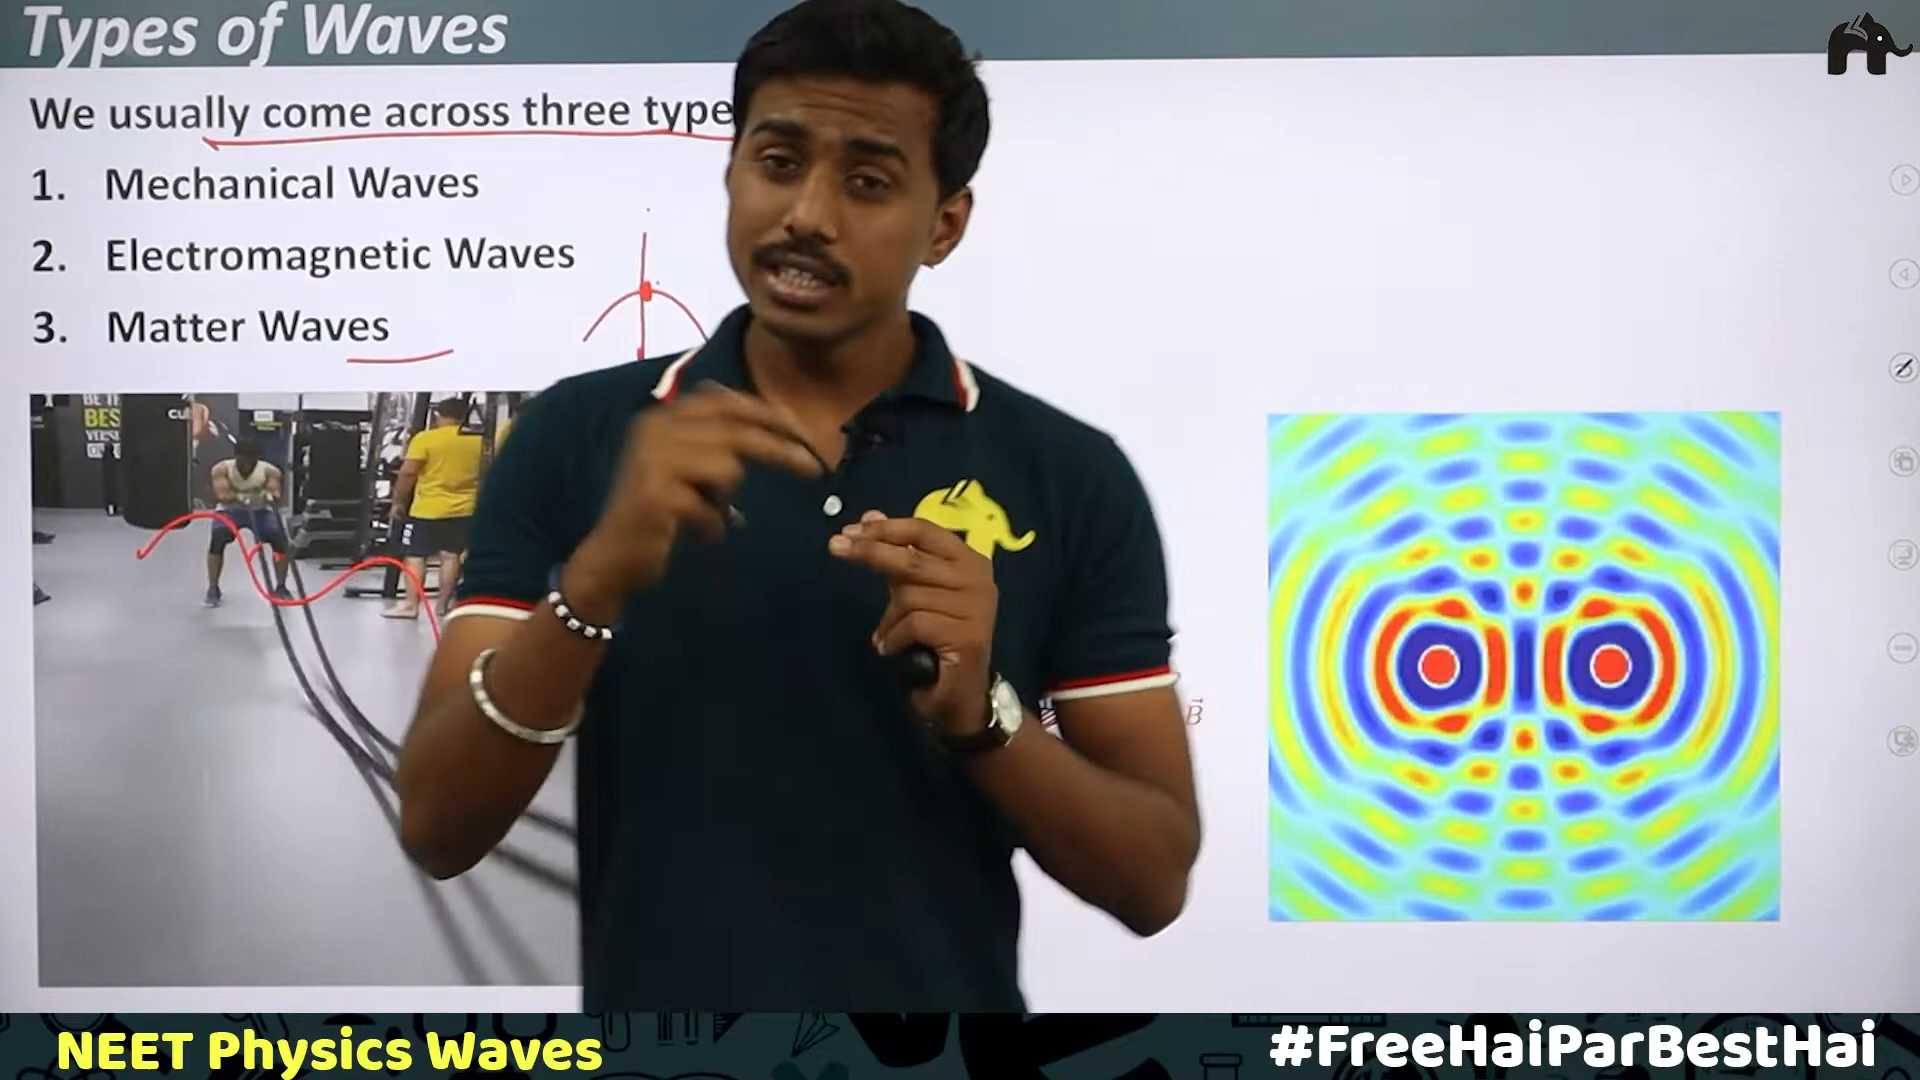 Types of Waves
We usually come across three type
1. Mechanical Waves
2. Electromagnetic Waves
3. Matter Waves
BEST
B
NEET Physics Waves
#FreeHaiParBestHai